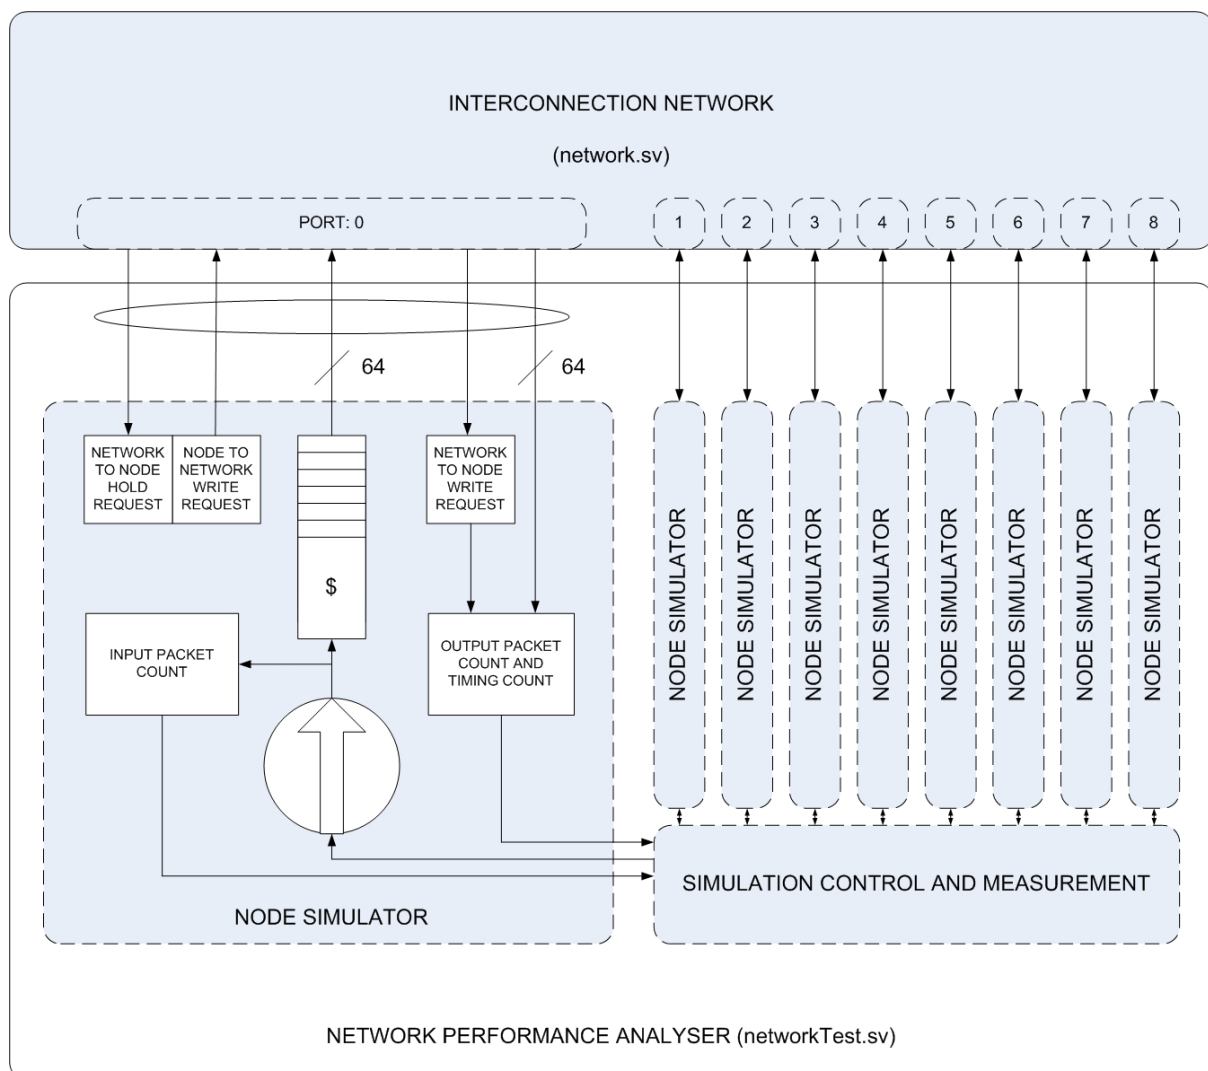 INTERCONNECTION NETWORK
(network.sv)
PORT: 0
1
2
3
4
5
6
7
8
64
64
NETWORK
TO NODE
HOLD
REQUEST
NODE TO
NETWORK
WRITE
REQUEST
NETWORK
TO NODE
WRITE
REQUEST
$
INPUT PACKET
COUNT
OUTPUT PACKET
COUNT AND
TIMING COUNT
NODE SIMULATOR
NODE SIMULATOR
NODE SIMULATOR
NODE SIMULATOR
NODE SIMULATOR
NODE SIMULATOR
NODE SIMULATOR
NODE SIMULATOR
SIMULATION CONTROL AND MEASUREMENT
NODE SIMULATOR
NETWORK PERFORMANCE ANALYSER (networkTest.sv)